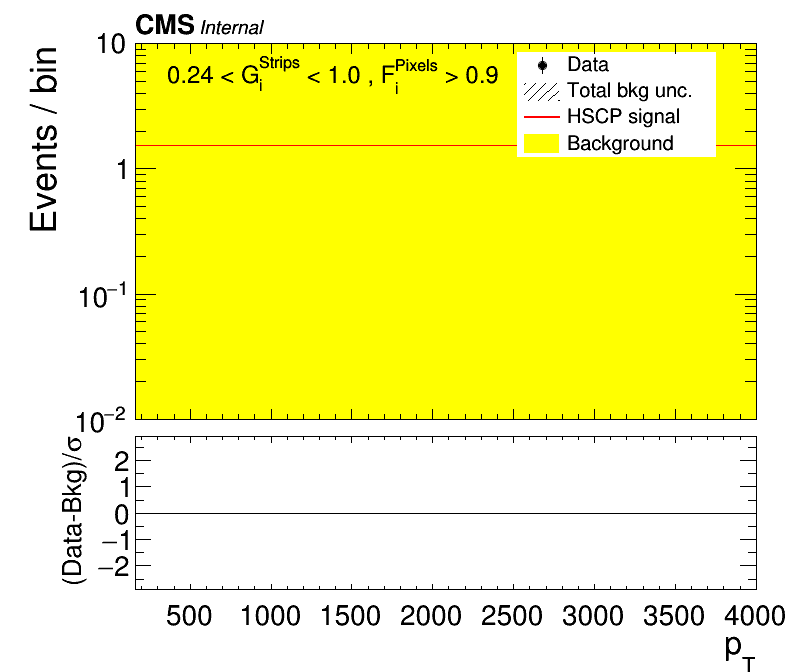 CMS Internal
Events / bin
10
1
10⁻¹
10⁻²
0.24 < G_i^Strips < 1.0 , F_i^Pixels > 0.9
Data
Total bkg unc.
HSCP signal
Background
(Data-Bkg)/σ
2
1
0
−1
−2
500 1000 1500 2000 2500 3000 3500 4000
p_T